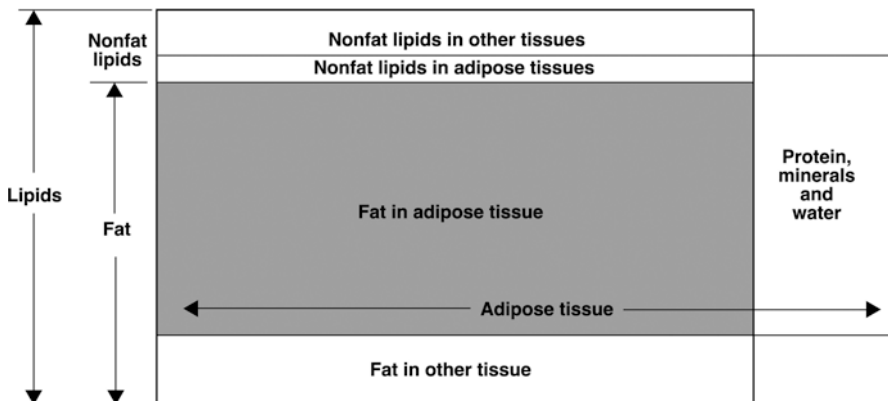 Nonfat
lipids
Nonfat lipids in other tissues
Nonfat lipids in adipose tissues
Lipids
Fat
Fat in adipose tissue
Protein,
minerals
and
water
Adipose tissue
Fat in other tissue